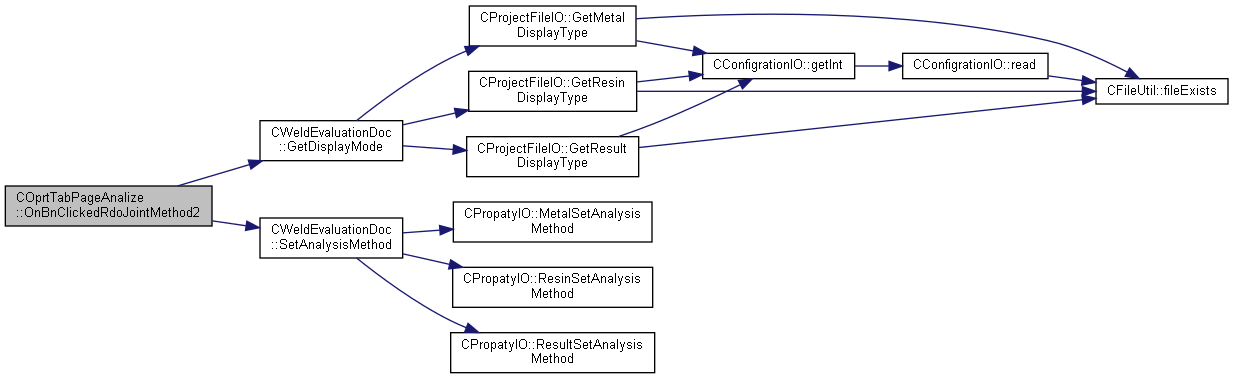 COprtTabPageAnalize
::OnBnClickedRdoJointMethod2
CWeldEvaluationDoc
::GetDisplayMode
CWeldEvaluationDoc
::SetAnalysisMethod
CProjectFileIO::GetMetal
DisplayType
CProjectFileIO::GetResin
DisplayType
CProjectFileIO::GetResult
DisplayType
CPropatyIO::MetalSetAnalysis
Method
CPropatyIO::ResinSetAnalysis
Method
CPropatyIO::ResultSetAnalysis
Method
CConfigrationIO::getInt
CConfigrationIO::read
CFileUtil::fileExists